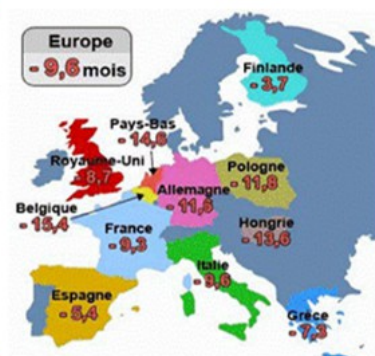 Europe
- 9,6 mois
Finlande
- 3,7
Pays-Bas
- 14,6
Royaume-Uni
- 8,7
Pologne
- 11,8
Allemagne
- 11,5
Belgique
- 15,4
France
- 9,3
Hongrie
- 13,6
Italie
- 9,6
Espagne
- 5,4
Grèce
- 7,3